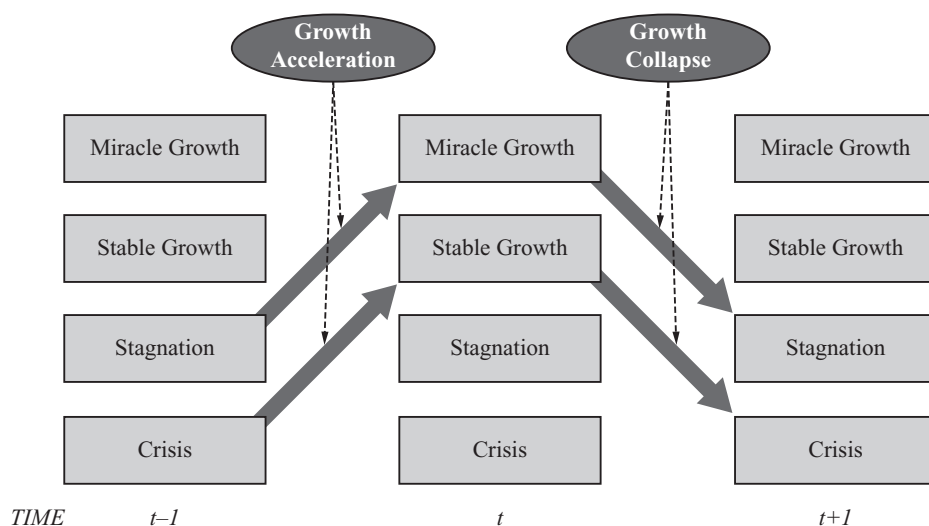 Growth
Acceleration
Growth
Collapse
Miracle Growth
Miracle Growth
Miracle Growth
Stable Growth
Stable Growth
Stable Growth
Stagnation
Stagnation
Stagnation
Crisis
Crisis
Crisis
TIME t–1 t t+1